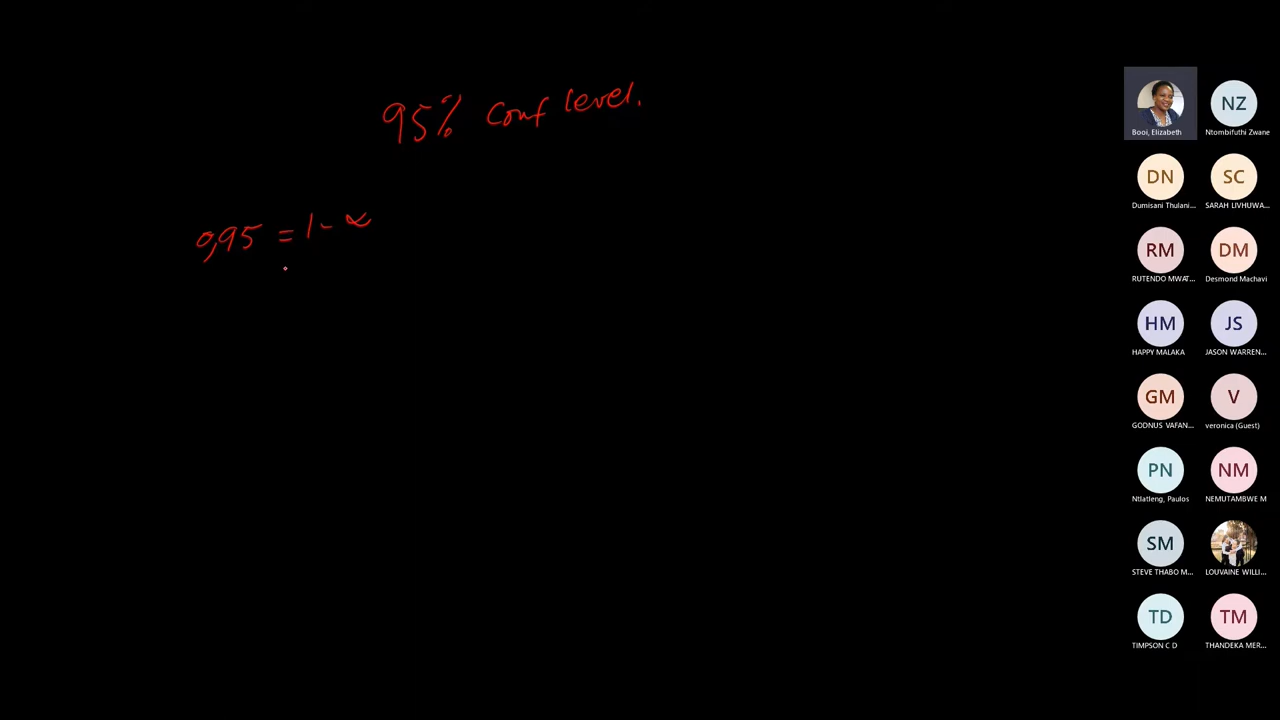 95% Conf level.
0,95 = 1 - α
Booi, Elizabeth
NZ
Ntombifuthi Zwane
DN
Dumisani Thulani...
SC
SARAH LIVHUWA...
RM
RUTENDO MWAT...
DM
Desmond Machavi
HM
HAPPY MALAKA
JS
JASON WARREN...
GM
GODNUS VAFAN...
V
veronica (Guest)
PN
Ntlatleng, Paulos
NM
NEMUTAMBWE M
SM
STEVE THABO M...
LOUVAINE WILLI...
TD
TIMPSON C D
TM
THANDEKA MER...